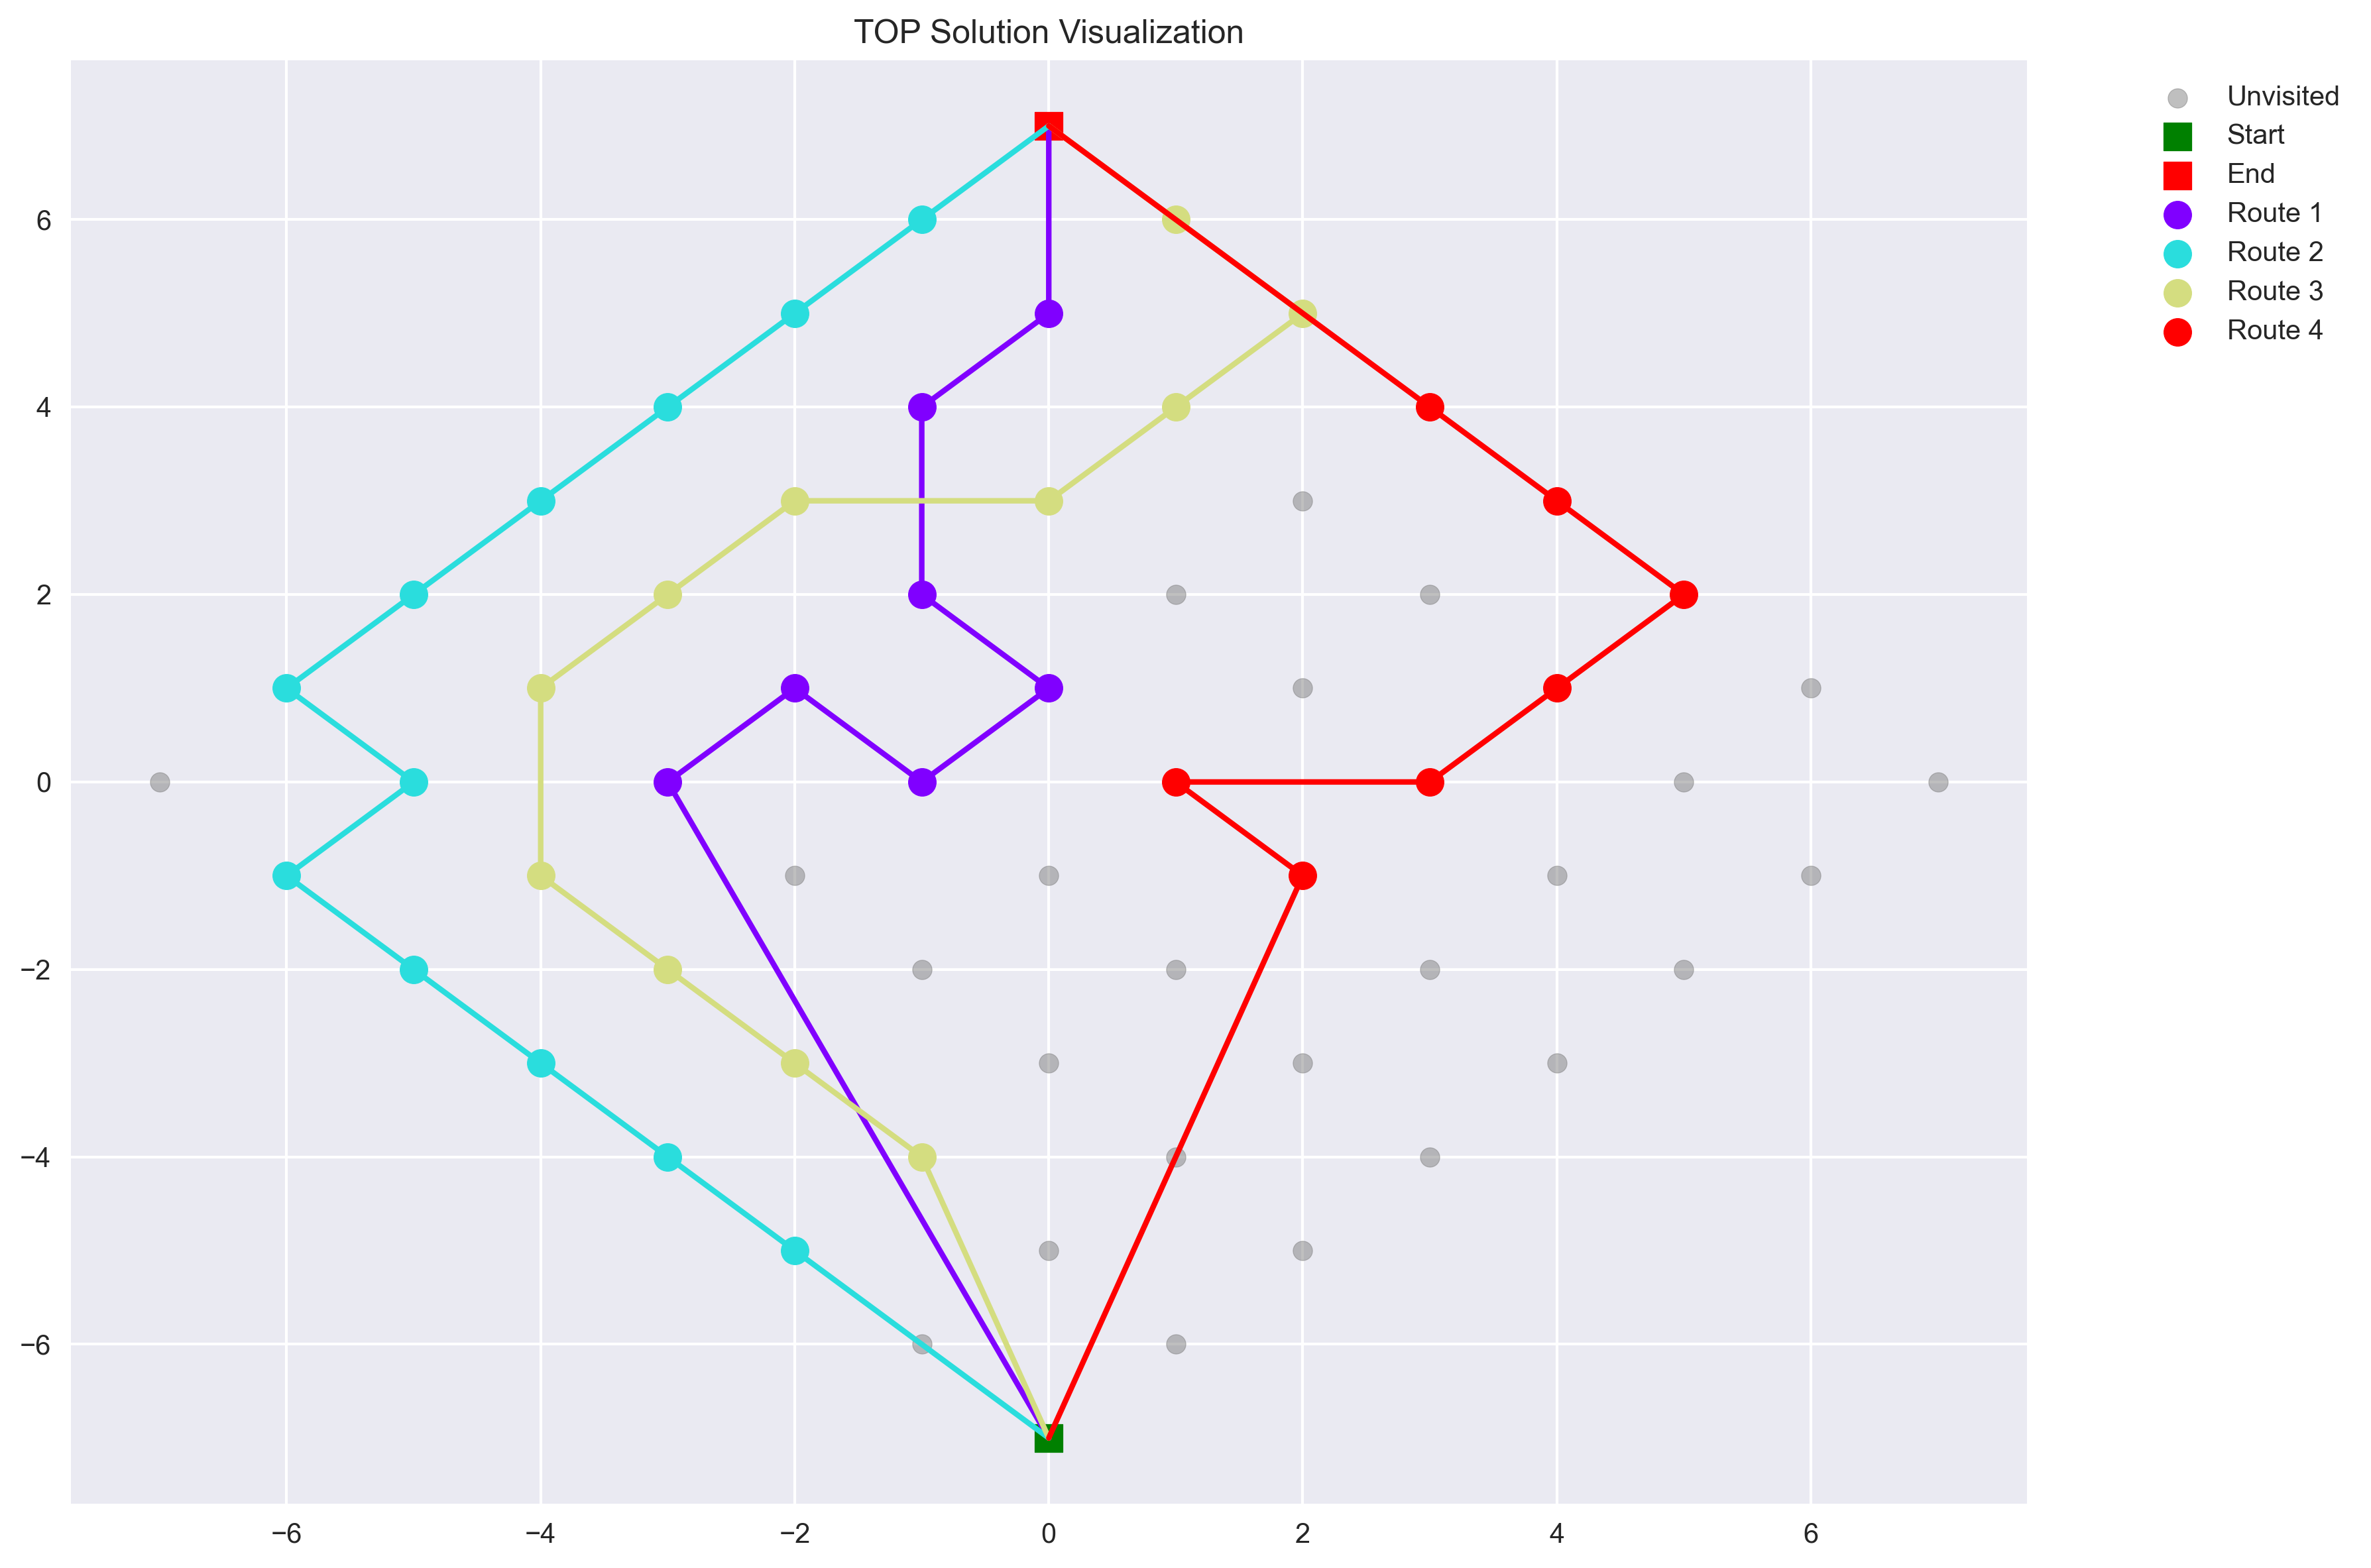 TOP Solution Visualization
Unvisited
Start
End
Route 1
Route 2
Route 3
Route 4
6
4
2
0
−2
−4
−6
−6
−4
−2
0
2
4
6